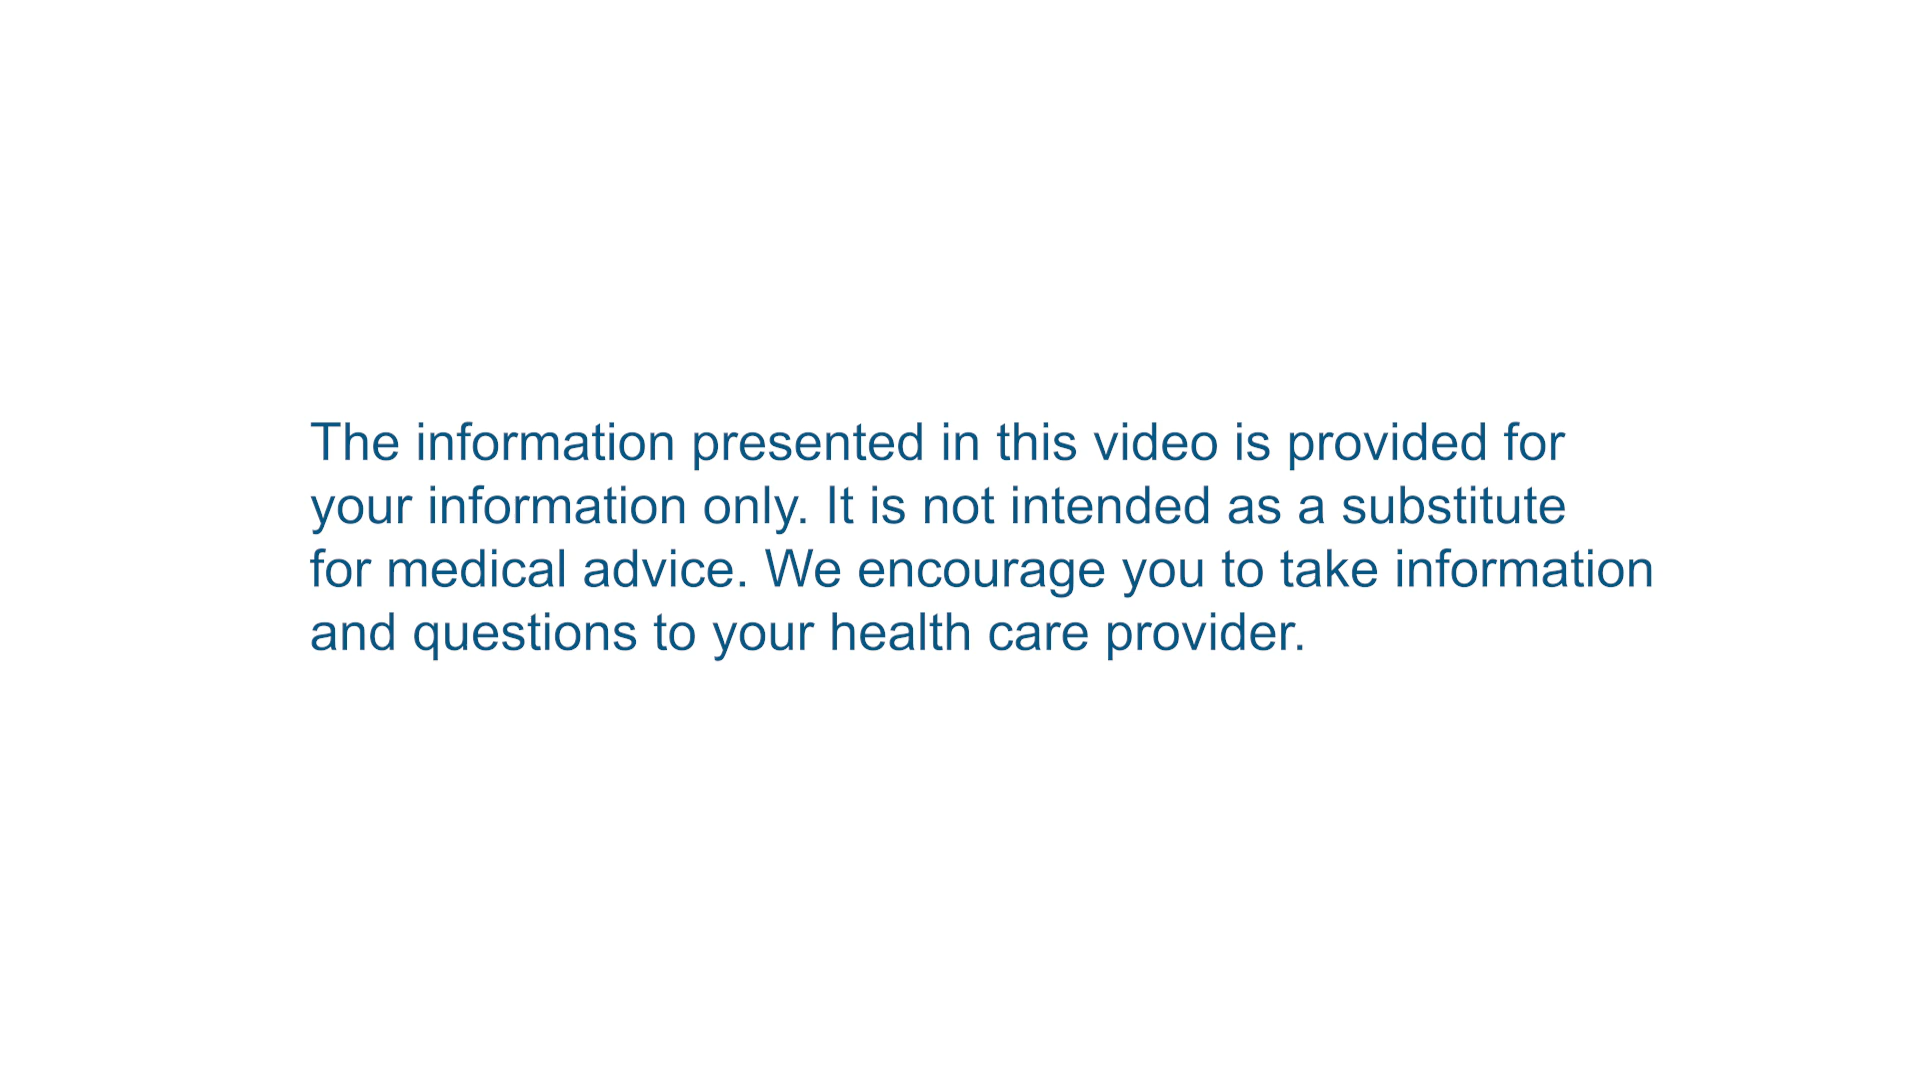 The information presented in this video is provided for
your information only. It is not intended as a substitute
for medical advice. We encourage you to take information
and questions to your health care provider.